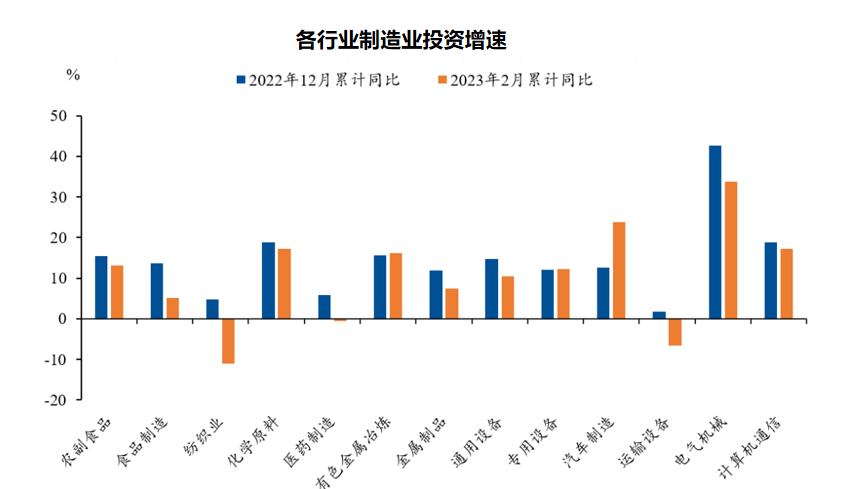 各行业制造业投资增速
%
2022年12月累计同比 2023年2月累计同比
50
40
30
20
10
0
-10
-20
农副食品
食品制造
纺织业
化学原料
医药制造
有色金属冶炼
金属制品
通用设备
专用设备
汽车制造
运输设备
电气机械
计算机通信